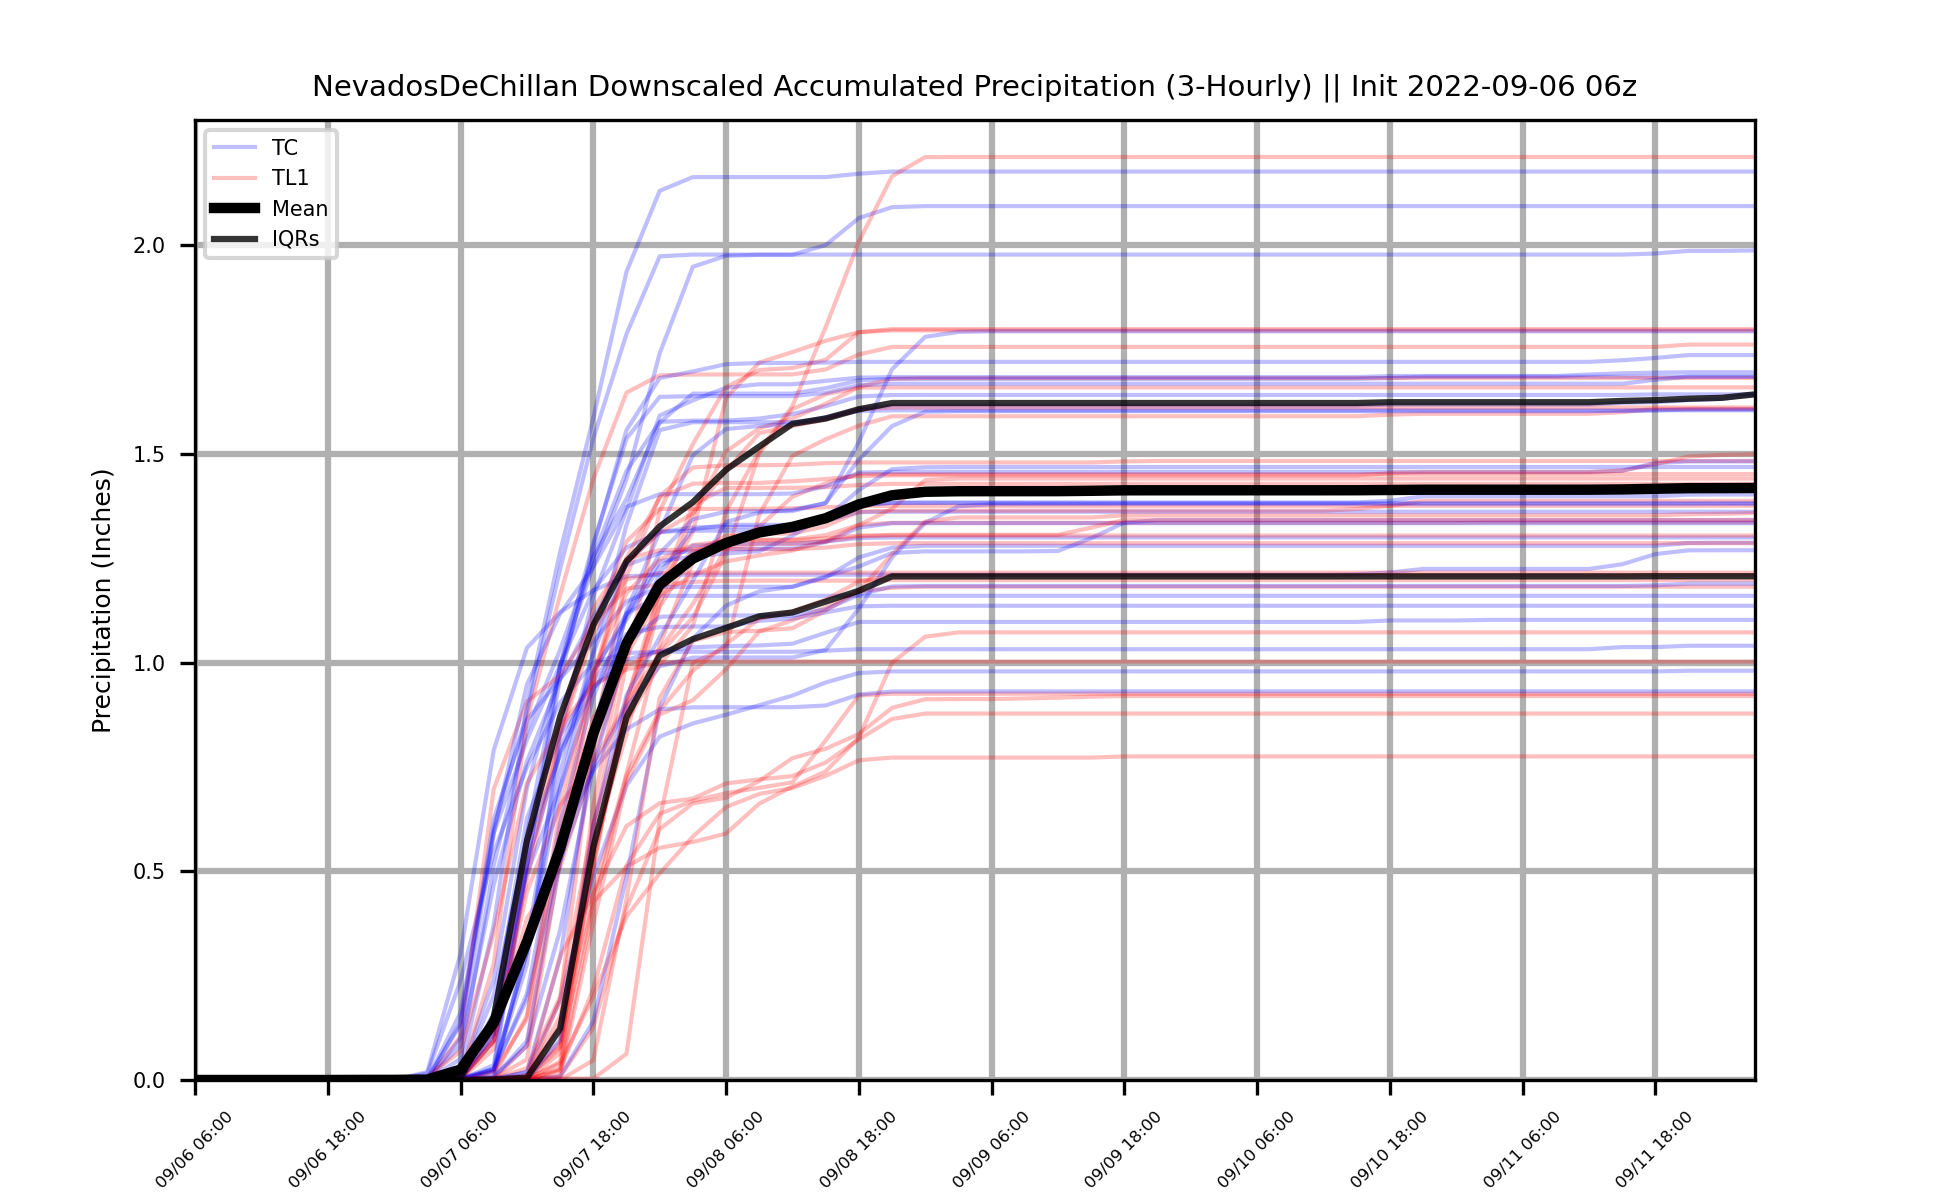 NevadosDeChillan Downscaled Accumulated Precipitation (3-Hourly) || Init 2022-09-06 06z
TC
TL1
Mean
IQRs
Precipitation (Inches)
2.0
1.5
1.0
0.5
0.0
09/06 06:00
09/06 18:00
09/07 06:00
09/07 18:00
09/08 06:00
09/08 18:00
09/09 06:00
09/09 18:00
09/10 06:00
09/10 18:00
09/11 06:00
09/11 18:00